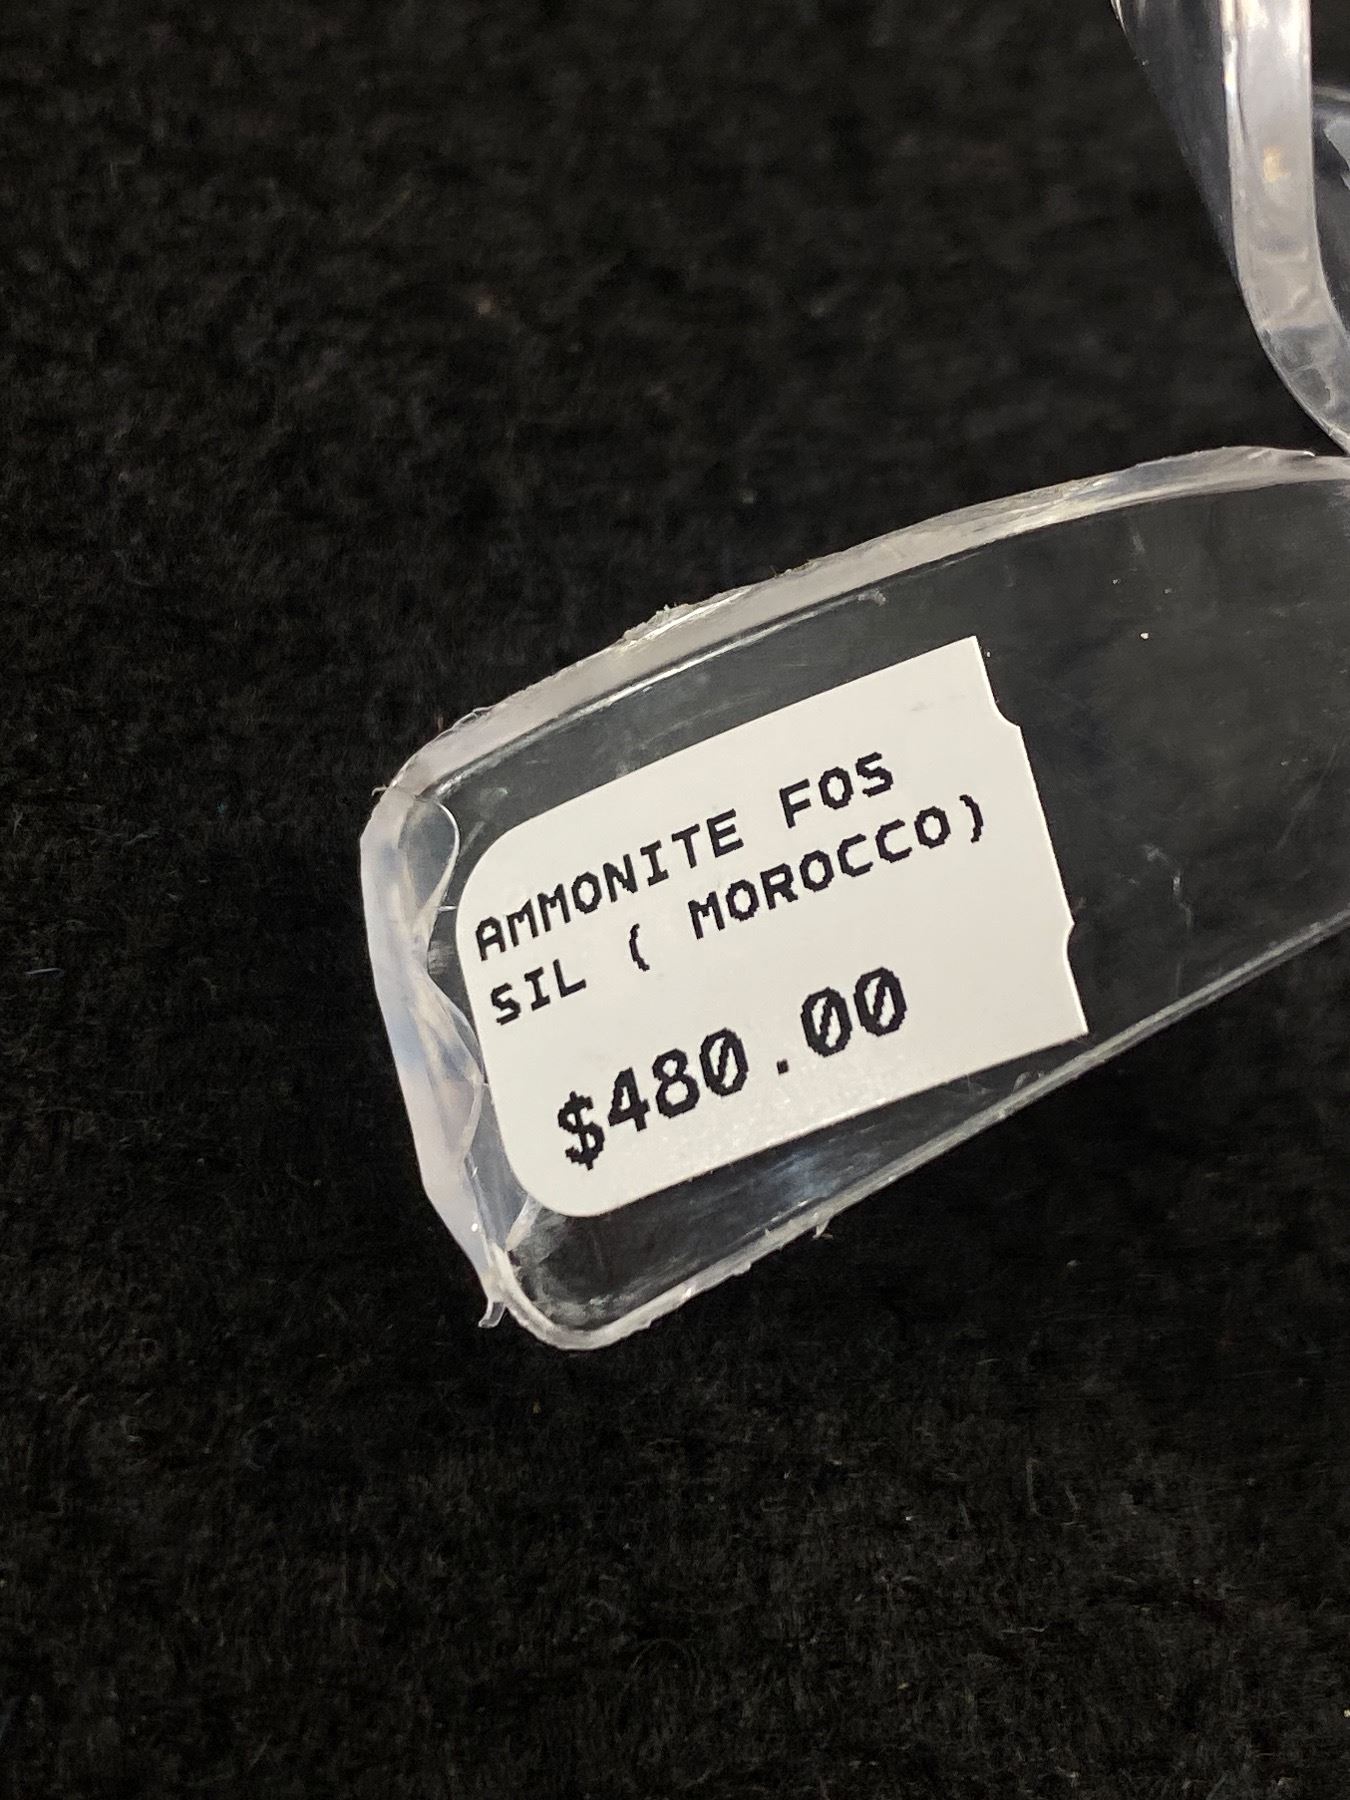 AMMONITE FOS
SIL ( MOROCCO)
$480.00